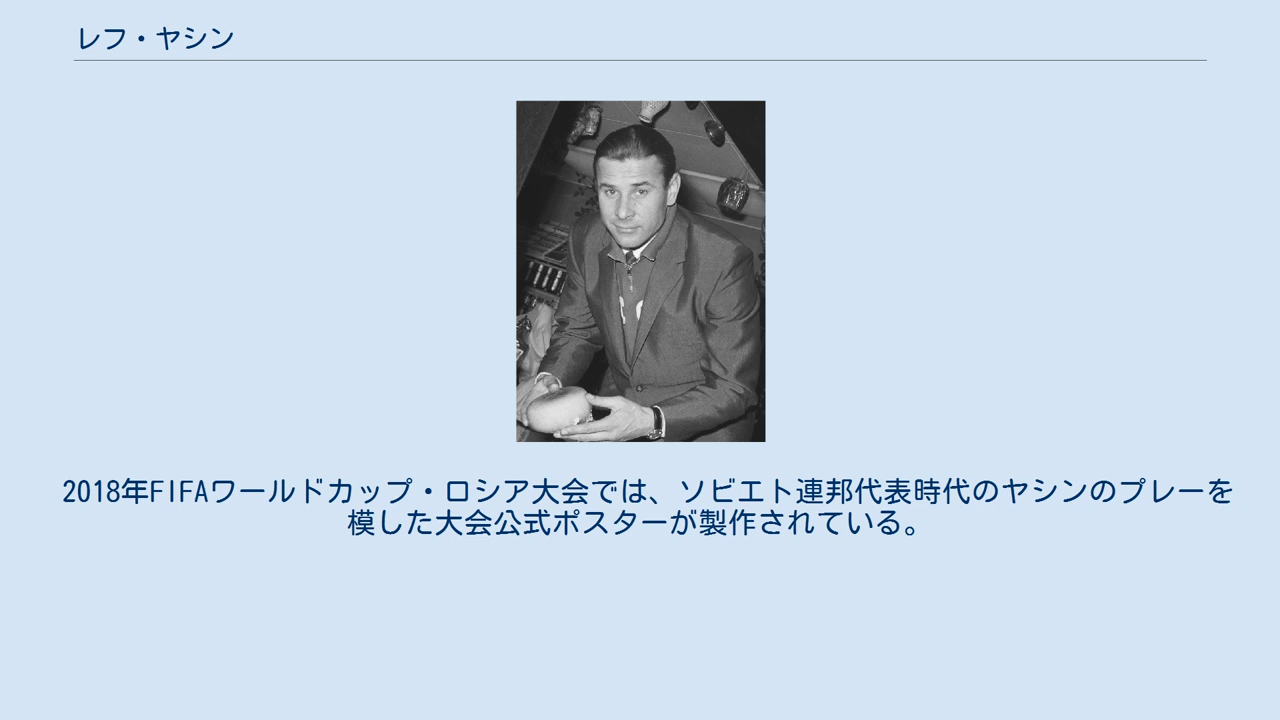 レフ・ヤシン
2018年FIFAワールドカップ・ロシア大会では、ソビエト連邦代表時代のヤシンのプレーを
模した大会公式ポスターが製作されている。